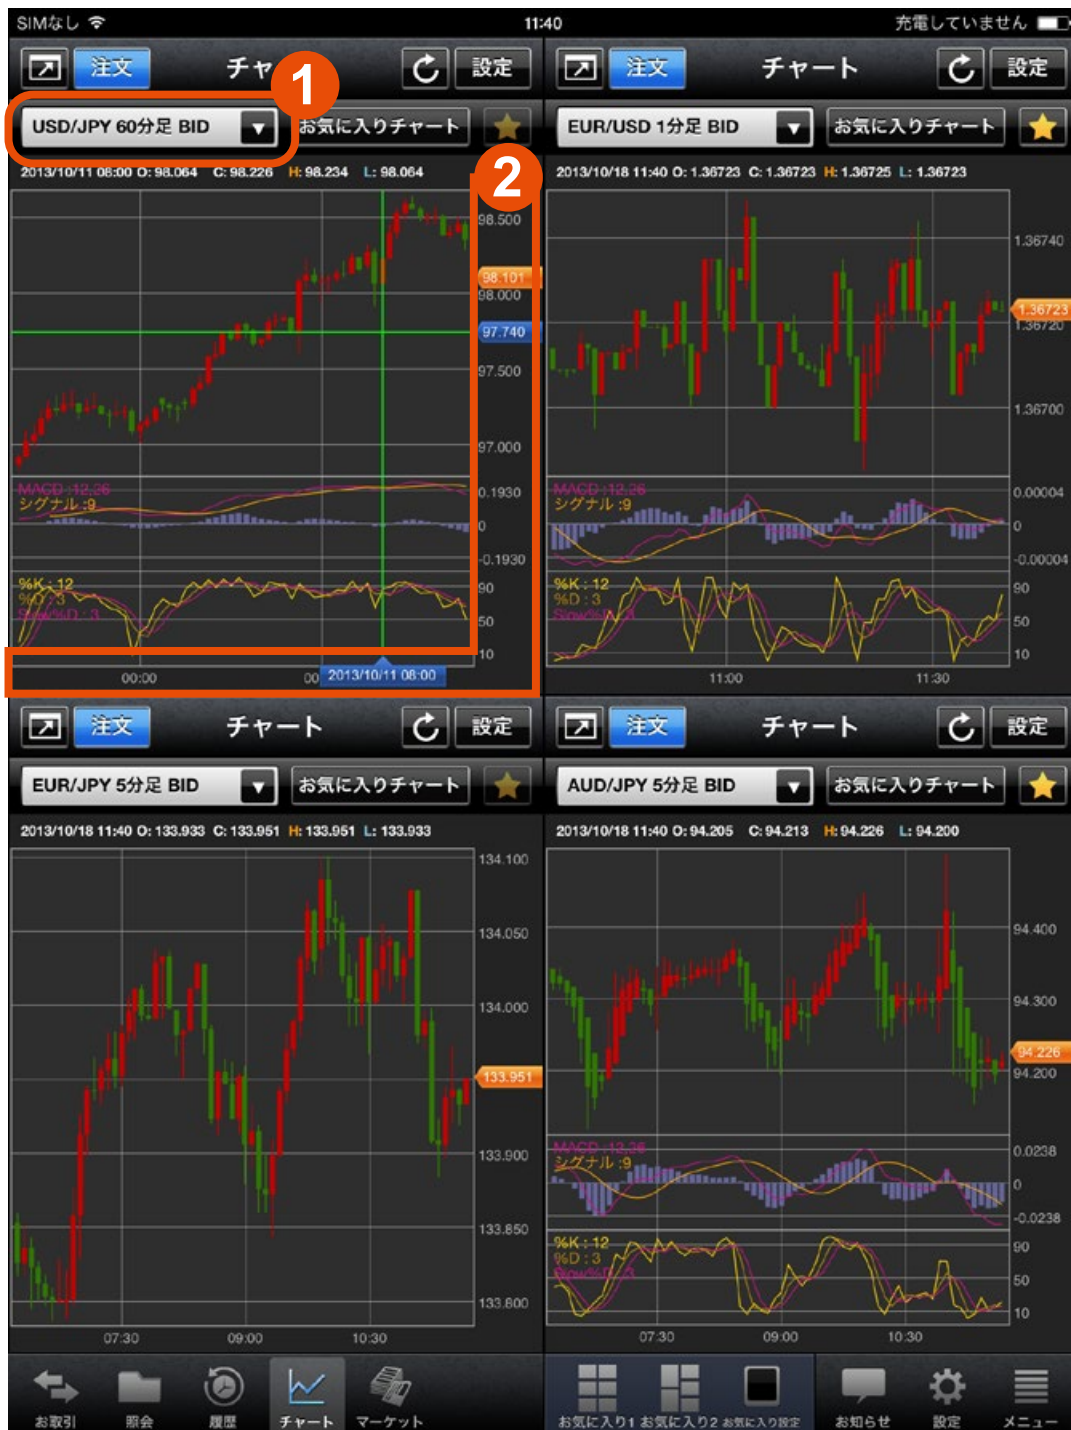 SIMなし
11:40
充電していません
注文
チャ
設定
1
USD/JPY 60分足 BID
お気に入りチャート
2013/10/11 08:00 O: 98.064 C: 98.226 H: 98.234 L: 98.064
2
98.500
98.101
98.000
97.740
97.500
97.000
MACD :12,26
シグナル :9
0.1930
0
-0.1930
%K : 12
%D : 3
Slow%D : 3
90
50
10
00:00
00
2013/10/11 08:00
注文
チャート
設定
EUR/USD 1分足 BID
お気に入りチャート
2013/10/18 11:40 O: 1.36723 C: 1.36723 H: 1.36725 L: 1.36723
1.36740
1.36723
1.36720
1.36700
MACD :12,26
シグナル :9
0.00004
0
-0.00004
%K : 12
%D : 3
Slow%D : 3
90
50
10
11:00
11:30
注文
チャート
設定
EUR/JPY 5分足 BID
お気に入りチャート
2013/10/18 11:40 O: 133.933 C: 133.951 H: 133.951 L: 133.933
134.100
134.050
134.000
133.951
133.900
133.850
133.800
07:30
09:00
10:30
注文
チャート
設定
AUD/JPY 5分足 BID
お気に入りチャート
2013/10/18 11:40 O: 94.205 C: 94.213 H: 94.226 L: 94.200
94.400
94.300
94.226
94.200
MACD :12,26
シグナル :9
0.0238
0
-0.0238
%K : 12
%D : 3
Slow%D : 3
90
50
10
07:30
09:00
10:30
お取引
照会
履歴
チャート
マーケット
お気に入り1
お気に入り2
お気に入り設定
お知らせ
設定
メニュー